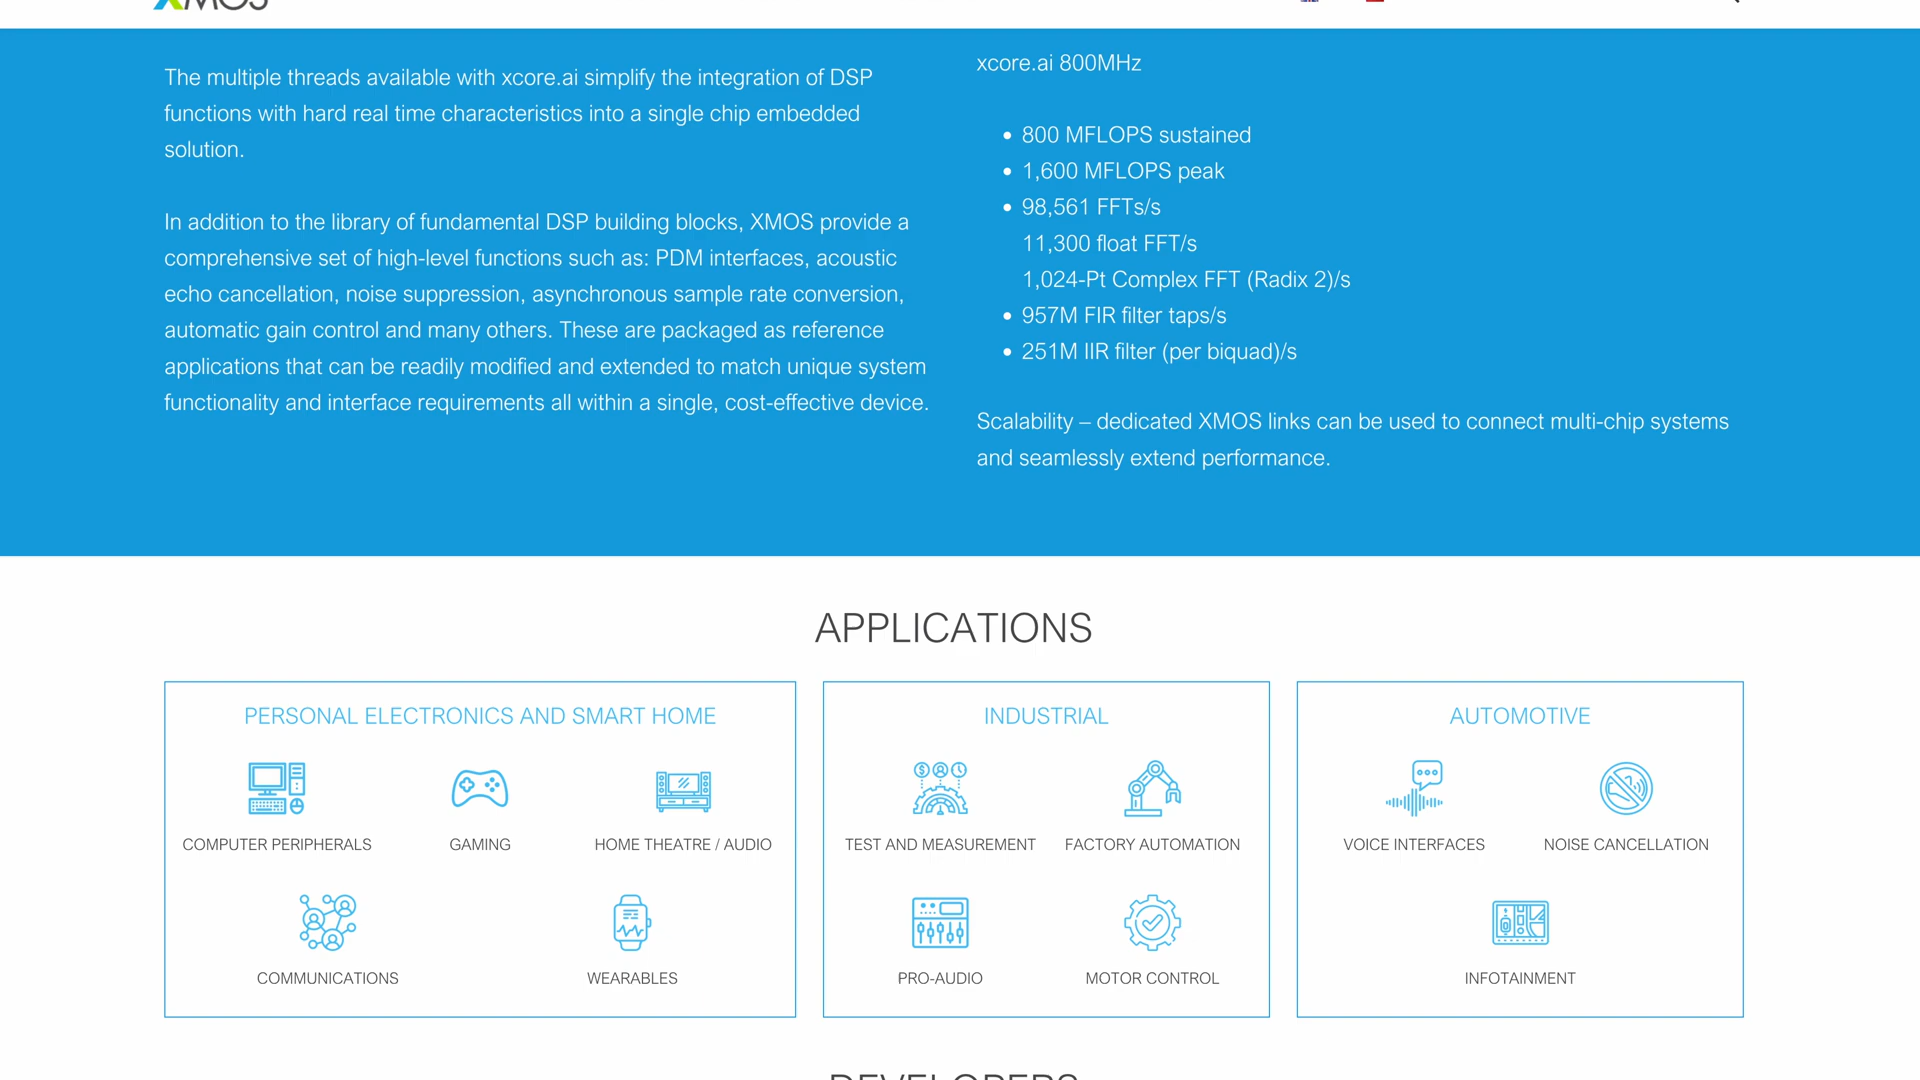 XMOS
The multiple threads available with xcore.ai simplify the integration of DSP
functions with hard real time characteristics into a single chip embedded
solution.
In addition to the library of fundamental DSP building blocks, XMOS provide a
comprehensive set of high-level functions such as: PDM interfaces, acoustic
echo cancellation, noise suppression, asynchronous sample rate conversion,
automatic gain control and many others. These are packaged as reference
applications that can be readily modified and extended to match unique system
functionality and interface requirements all within a single, cost-effective device.
xcore.ai 800MHz
• 800 MFLOPS sustained
• 1,600 MFLOPS peak
• 98,561 FFTs/s
11,300 float FFT/s
1,024-Pt Complex FFT (Radix 2)/s
• 957M FIR filter taps/s
• 251M IIR filter (per biquad)/s
Scalability – dedicated XMOS links can be used to connect multi-chip systems
and seamlessly extend performance.
APPLICATIONS
PERSONAL ELECTRONICS AND SMART HOME
COMPUTER PERIPHERALS
GAMING
HOME THEATRE / AUDIO
COMMUNICATIONS
WEARABLES
INDUSTRIAL
TEST AND MEASUREMENT
FACTORY AUTOMATION
PRO-AUDIO
MOTOR CONTROL
AUTOMOTIVE
VOICE INTERFACES
NOISE CANCELLATION
INFOTAINMENT
DEVELOPERS